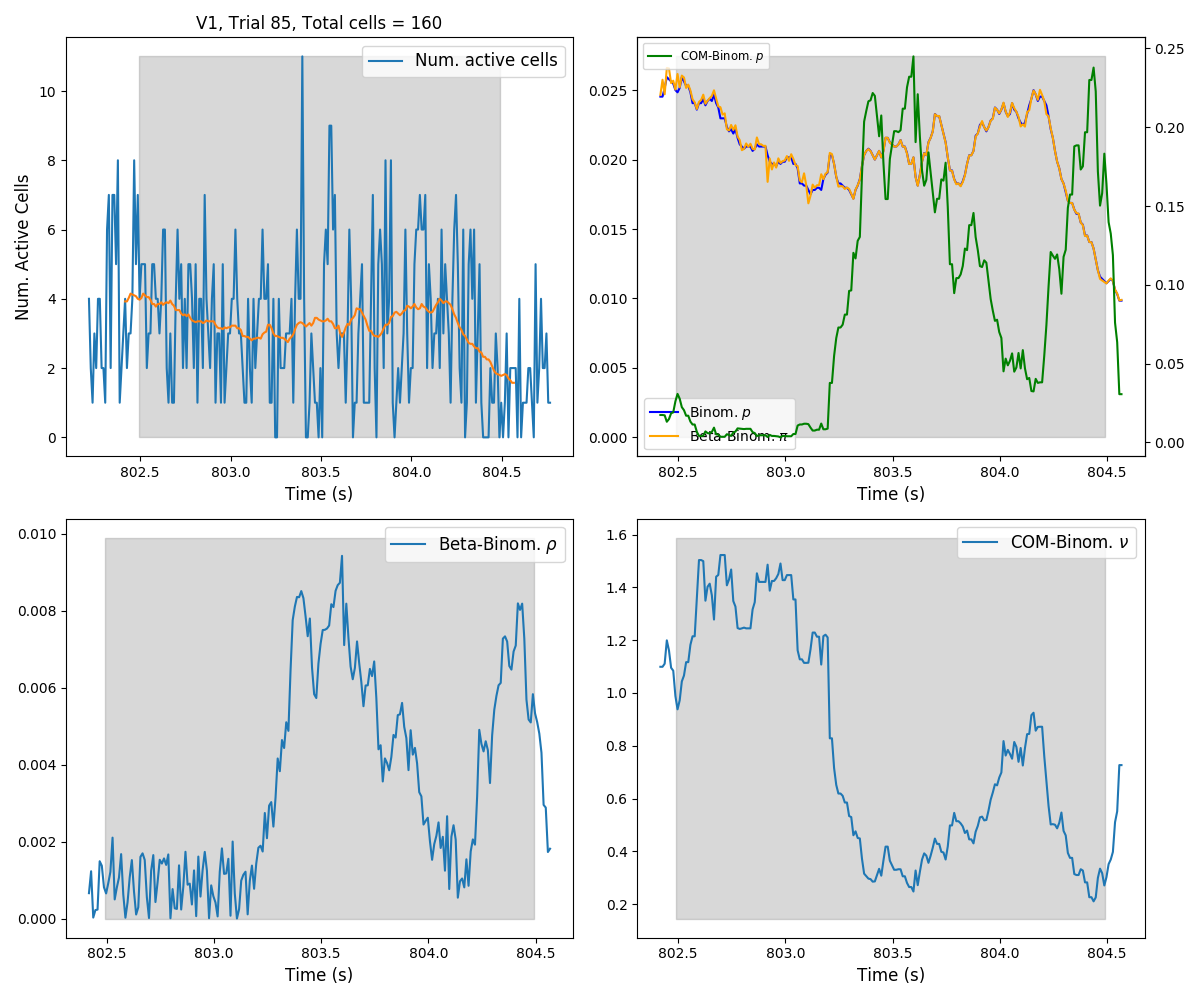 V1, Trial 85, Total cells = 160
Num. Active Cells
Num. active cells
10
8
6
4
2
0
802.5 803.0 803.5 804.0 804.5
Time (s)
COM-Binom. p
Binom. p
Beta-Binom. π
0.025
0.020
0.015
0.010
0.005
0.000
0.25
0.20
0.15
0.10
0.05
0.00
802.5 803.0 803.5 804.0 804.5
Time (s)
Beta-Binom. ρ
0.010
0.008
0.006
0.004
0.002
0.000
802.5 803.0 803.5 804.0 804.5
Time (s)
COM-Binom. ν
1.6
1.4
1.2
1.0
0.8
0.6
0.4
0.2
802.5 803.0 803.5 804.0 804.5
Time (s)